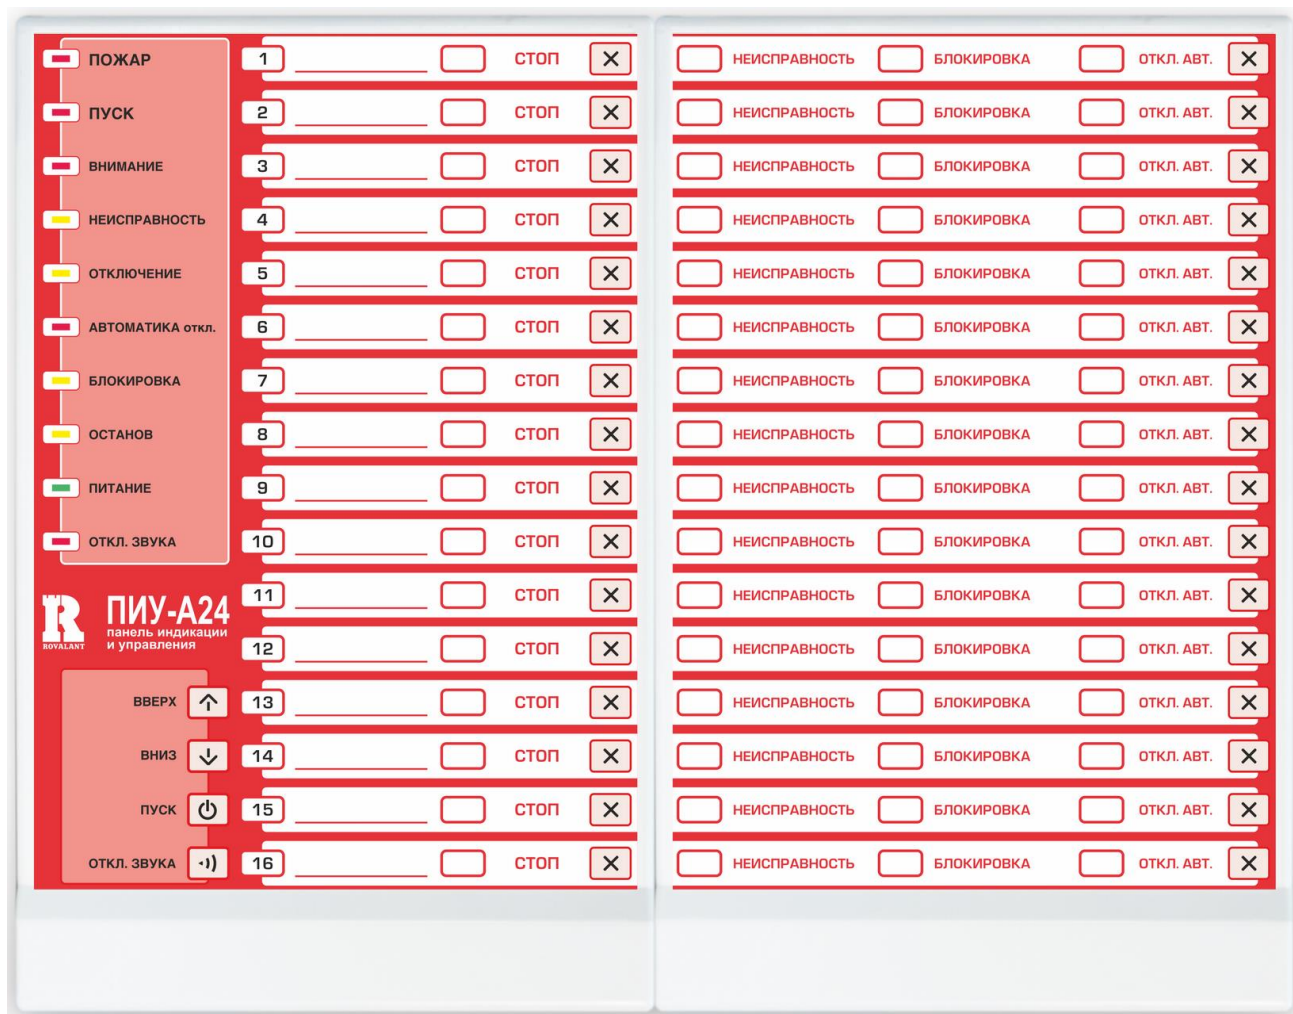 ПОЖАР 1 СТОП НЕИСПРАВНОСТЬ БЛОКИРОВКА ОТКЛ. АВТ.
ПУСК 2 СТОП НЕИСПРАВНОСТЬ БЛОКИРОВКА ОТКЛ. АВТ.
ВНИМАНИЕ 3 СТОП НЕИСПРАВНОСТЬ БЛОКИРОВКА ОТКЛ. АВТ.
НЕИСПРАВНОСТЬ 4 СТОП НЕИСПРАВНОСТЬ БЛОКИРОВКА ОТКЛ. АВТ.
ОТКЛЮЧЕНИЕ 5 СТОП НЕИСПРАВНОСТЬ БЛОКИРОВКА ОТКЛ. АВТ.
АВТОМАТИКА откл. 6 СТОП НЕИСПРАВНОСТЬ БЛОКИРОВКА ОТКЛ. АВТ.
БЛОКИРОВКА 7 СТОП НЕИСПРАВНОСТЬ БЛОКИРОВКА ОТКЛ. АВТ.
ОСТАНОВ 8 СТОП НЕИСПРАВНОСТЬ БЛОКИРОВКА ОТКЛ. АВТ.
ПИТАНИЕ 9 СТОП НЕИСПРАВНОСТЬ БЛОКИРОВКА ОТКЛ. АВТ.
ОТКЛ. ЗВУКА 10 СТОП НЕИСПРАВНОСТЬ БЛОКИРОВКА ОТКЛ. АВТ.
11 СТОП НЕИСПРАВНОСТЬ БЛОКИРОВКА ОТКЛ. АВТ.
R ПИУ-А24
панель индикации
и управления
ROVALANT
12 СТОП НЕИСПРАВНОСТЬ БЛОКИРОВКА ОТКЛ. АВТ.
ВВЕРХ 13 СТОП НЕИСПРАВНОСТЬ БЛОКИРОВКА ОТКЛ. АВТ.
ВНИЗ 14 СТОП НЕИСПРАВНОСТЬ БЛОКИРОВКА ОТКЛ. АВТ.
ПУСК 15 СТОП НЕИСПРАВНОСТЬ БЛОКИРОВКА ОТКЛ. АВТ.
ОТКЛ. ЗВУКА 16 СТОП НЕИСПРАВНОСТЬ БЛОКИРОВКА ОТКЛ. АВТ.